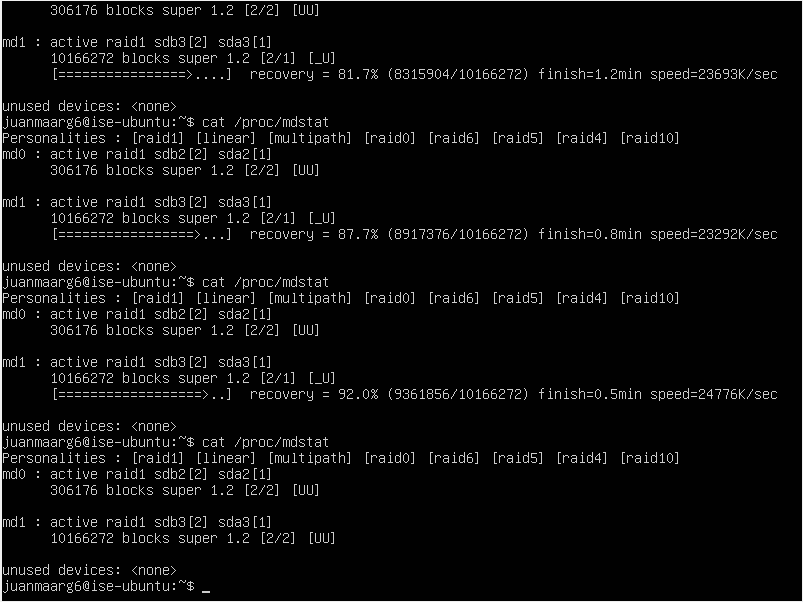 306176 blocks super 1.2 [2/2] [UU]
md1 : active raid1 sdb3[2] sda3[1]
10166272 blocks super 1.2 [2/1] [_U]
[================>....] recovery = 81.7% (8315904/10166272) finish=1.2min speed=23693K/sec
unused devices: <none>
juanmaarg6@ise-ubuntu:~$ cat /proc/mdstat
Personalities : [raid1] [linear] [multipath] [raid0] [raid6] [raid5] [raid4] [raid10]
md0 : active raid1 sdb2[2] sda2[1]
306176 blocks super 1.2 [2/2] [UU]
md1 : active raid1 sdb3[2] sda3[1]
10166272 blocks super 1.2 [2/1] [_U]
[=================>...] recovery = 87.7% (8917376/10166272) finish=0.8min speed=23292K/sec
unused devices: <none>
juanmaarg6@ise-ubuntu:~$ cat /proc/mdstat
Personalities : [raid1] [linear] [multipath] [raid0] [raid6] [raid5] [raid4] [raid10]
md0 : active raid1 sdb2[2] sda2[1]
306176 blocks super 1.2 [2/2] [UU]
md1 : active raid1 sdb3[2] sda3[1]
10166272 blocks super 1.2 [2/1] [_U]
[==================>..] recovery = 92.0% (9361856/10166272) finish=0.5min speed=24776K/sec
unused devices: <none>
juanmaarg6@ise-ubuntu:~$ cat /proc/mdstat
Personalities : [raid1] [linear] [multipath] [raid0] [raid6] [raid5] [raid4] [raid10]
md0 : active raid1 sdb2[2] sda2[1]
306176 blocks super 1.2 [2/2] [UU]
md1 : active raid1 sdb3[2] sda3[1]
10166272 blocks super 1.2 [2/2] [UU]
unused devices: <none>
juanmaarg6@ise-ubuntu:~$ _